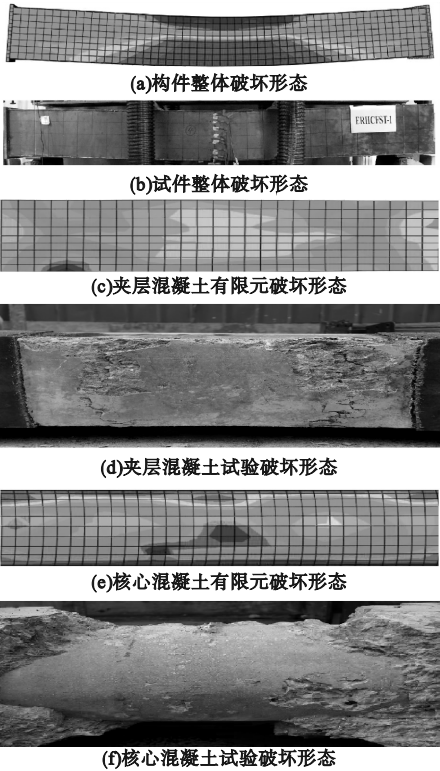 (a)构件整体破坏形态
ERHCFST-1
(b)试件整体破坏形态
(c)夹层混凝土有限元破坏形态
(d)夹层混凝土试验破坏形态
(e)核心混凝土有限元破坏形态
(f)核心混凝土试验破坏形态